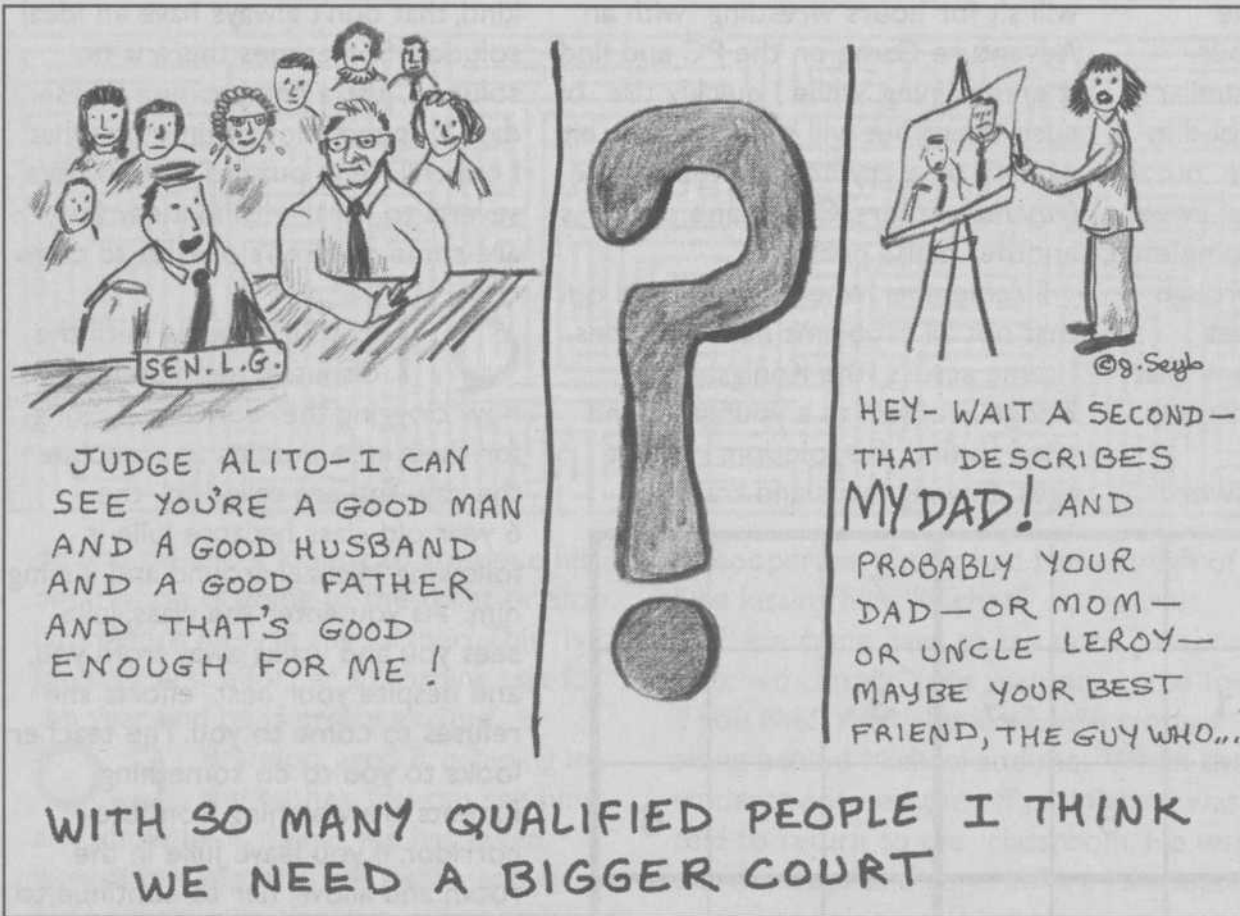 SEN. L.G.
JUDGE ALITO - I CAN
SEE YOU'RE A GOOD MAN
AND A GOOD HUSBAND
AND A GOOD FATHER
AND THAT'S GOOD
ENOUGH FOR ME!
?
©g. Seyb
HEY - WAIT A SECOND -
THAT DESCRIBES
MY DAD! AND
PROBABLY YOUR
DAD - OR MOM -
OR UNCLE LEROY -
MAYBE YOUR BEST
FRIEND, THE GUY WHO...
WITH SO MANY QUALIFIED PEOPLE I THINK
WE NEED A BIGGER COURT